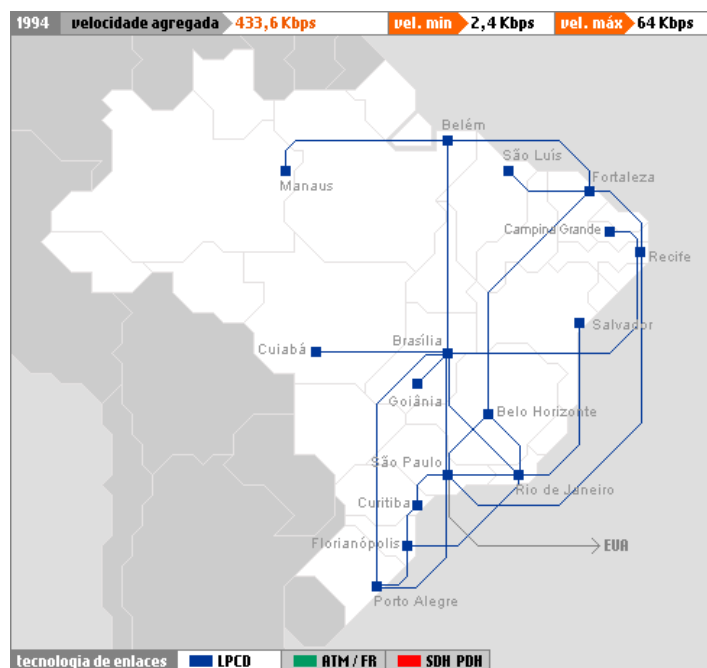 1994 velocidade agregada 433,6 Kbps vel. min 2,4 Kbps vel. máx 64 Kbps
Belém
São Luís
Manaus
Fortaleza
Campina Grande
Recife
Salvador
Brasília
Cuiabá
Goiânia
Belo Horizonte
São Paulo
Rio de Janeiro
Curitiba
Florianópolis
EUA
Porto Alegre
tecnologia de enlaces LPCD ATM / FR SDH PDH